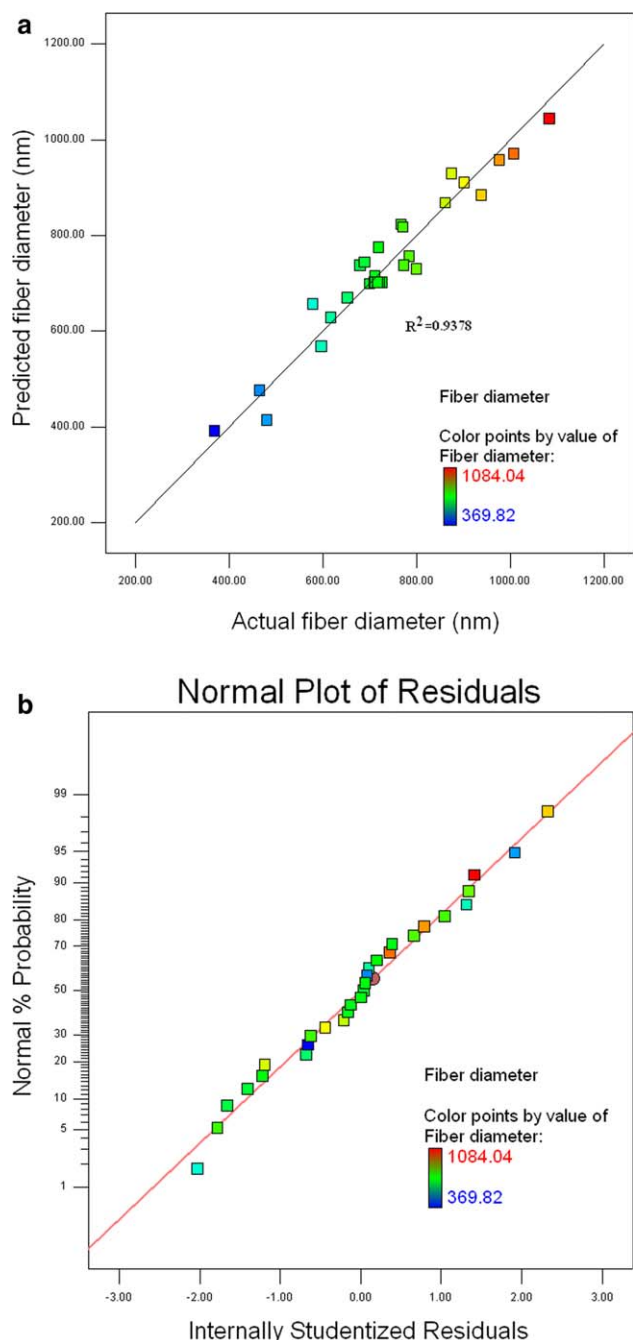 a
1200.00
1000.00
800.00
600.00
400.00
200.00
Predicted fiber diameter (nm)
R²=0.9378
Fiber diameter
Color points by value of
Fiber diameter:
1084.04
369.82
200.00 400.00 600.00 800.00 1000.00 1200.00
Actual fiber diameter (nm)
b
Normal Plot of Residuals
99
95
90
80
70
50
30
20
10
5
1
Normal % Probability
Fiber diameter
Color points by value of
Fiber diameter:
1084.04
369.82
-3.00 -2.00 -1.00 0.00 1.00 2.00 3.00
Internally Studentized Residuals